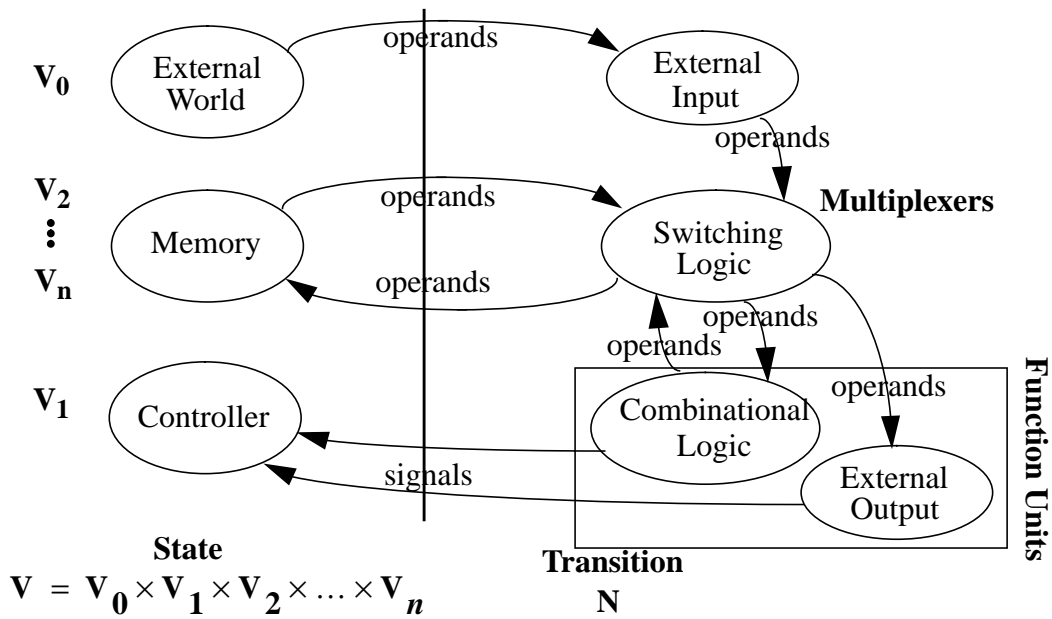 operands
V0
External
World
External
Input
operands
V2
⋮
Vn
operands
Multiplexers
Memory
Switching
Logic
operands
operands
operands
V1
Controller
Combinational
Logic
operands
signals
External
Output
Function Units
State
Transition
V = V0 × V1 × V2 × ... × Vn
N